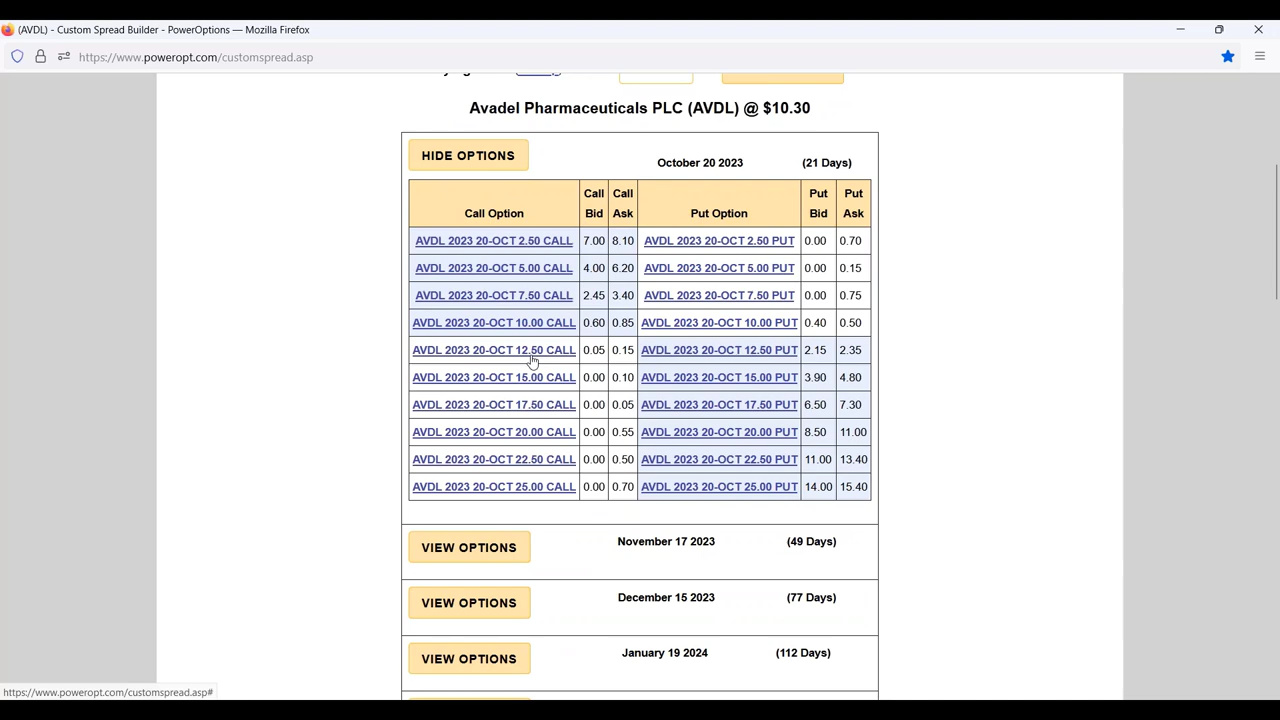 (AVDL) - Custom Spread Builder - PowerOptions — Mozilla Firefox
https://www.poweropt.com/customspread.asp
Avadel Pharmaceuticals PLC (AVDL) @ $10.30
HIDE OPTIONS October 20 2023 (21 Days)
Call Option Call Bid Call Ask Put Option Put Bid Put Ask
AVDL 2023 20-OCT 2.50 CALL 7.00 8.10 AVDL 2023 20-OCT 2.50 PUT 0.00 0.70
AVDL 2023 20-OCT 5.00 CALL 4.00 6.20 AVDL 2023 20-OCT 5.00 PUT 0.00 0.15
AVDL 2023 20-OCT 7.50 CALL 2.45 3.40 AVDL 2023 20-OCT 7.50 PUT 0.00 0.75
AVDL 2023 20-OCT 10.00 CALL 0.60 0.85 AVDL 2023 20-OCT 10.00 PUT 0.40 0.50
AVDL 2023 20-OCT 12.50 CALL 0.05 0.15 AVDL 2023 20-OCT 12.50 PUT 2.15 2.35
AVDL 2023 20-OCT 15.00 CALL 0.00 0.10 AVDL 2023 20-OCT 15.00 PUT 3.90 4.80
AVDL 2023 20-OCT 17.50 CALL 0.00 0.05 AVDL 2023 20-OCT 17.50 PUT 6.50 7.30
AVDL 2023 20-OCT 20.00 CALL 0.00 0.55 AVDL 2023 20-OCT 20.00 PUT 8.50 11.00
AVDL 2023 20-OCT 22.50 CALL 0.00 0.50 AVDL 2023 20-OCT 22.50 PUT 11.00 13.40
AVDL 2023 20-OCT 25.00 CALL 0.00 0.70 AVDL 2023 20-OCT 25.00 PUT 14.00 15.40
VIEW OPTIONS November 17 2023 (49 Days)
VIEW OPTIONS December 15 2023 (77 Days)
VIEW OPTIONS January 19 2024 (112 Days)
https://www.poweropt.com/customspread.asp#